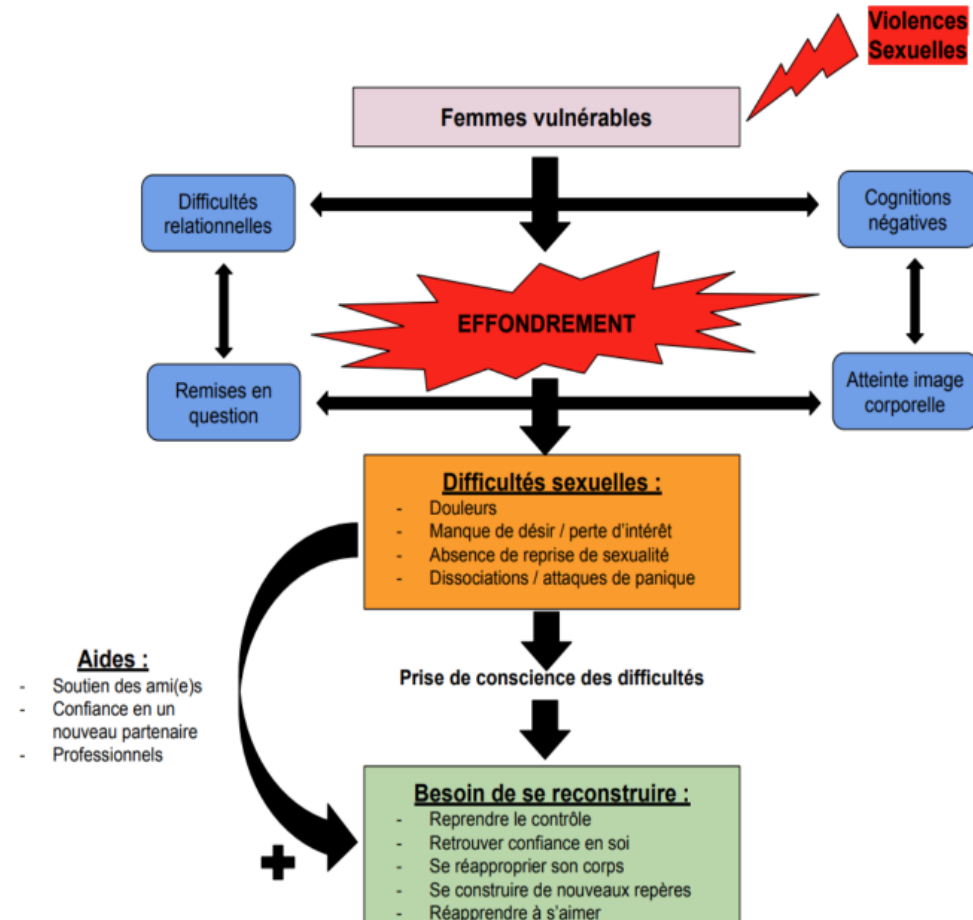 Violences
Sexuelles
Femmes vulnérables
Difficultés
relationnelles
Cognitions
négatives
EFFONDREMENT
Remises en
question
Atteinte image
corporelle
Difficultés sexuelles :
- Douleurs
- Manque de désir / perte d'intérêt
- Absence de reprise de sexualité
- Dissociations / attaques de panique
Aides :
- Soutien des ami(e)s
- Confiance en un
nouveau partenaire
- Professionnels
Prise de conscience des difficultés
Besoin de se reconstruire :
- Reprendre le contrôle
- Retrouver confiance en soi
- Se réapproprier son corps
- Se construire de nouveaux repères
- Réapprendre à s'aimer